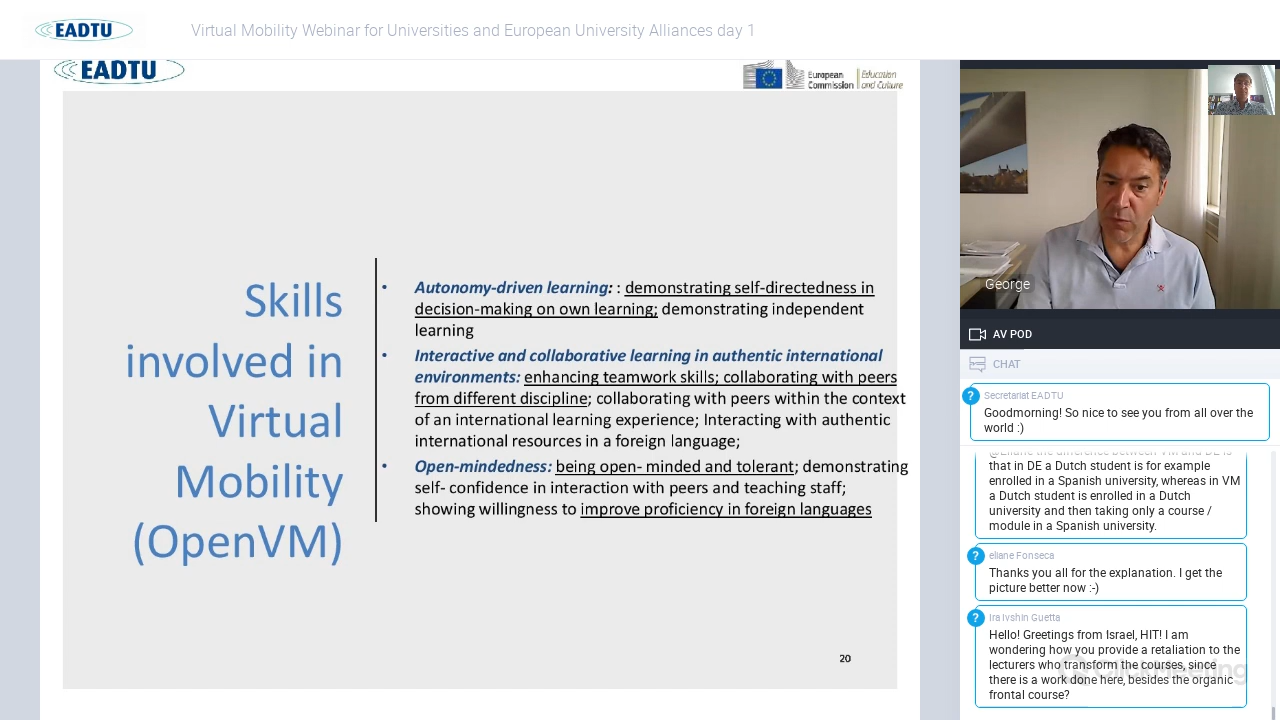 EADTU
Virtual Mobility Webinar for Universities and European University Alliances day 1
EADTU
European
Commission
Education
and Culture
Skills
involved in
Virtual
Mobility
(OpenVM)
• Autonomy-driven learning: : demonstrating self-directedness in
decision-making on own learning; demonstrating independent
learning
• Interactive and collaborative learning in authentic international
environments: enhancing teamwork skills; collaborating with peers
from different discipline; collaborating with peers within the context
of an international learning experience; Interacting with authentic
international resources in a foreign language;
• Open-mindedness: being open- minded and tolerant; demonstrating
self- confidence in interaction with peers and teaching staff;
showing willingness to improve proficiency in foreign languages
20
George
AV POD
CHAT
? Secretariat EADTU
Goodmorning! So nice to see you from all over the
world :)
@Eliane the difference between VM and DE is
that in DE a Dutch student is for example
enrolled in a Spanish university, whereas in VM
a Dutch student is enrolled in a Dutch
university and then taking only a course /
module in a Spanish university.
? eliane Fonseca
Thanks you all for the explanation. I get the
picture better now :-)
? Ira Ivshin Guetta
Hello! Greetings from Israel, HIT! I am
wondering how you provide a retaliation to the
lecturers who transform the courses, since
there is a work done here, besides the organic
frontal course?
ClickMeeting